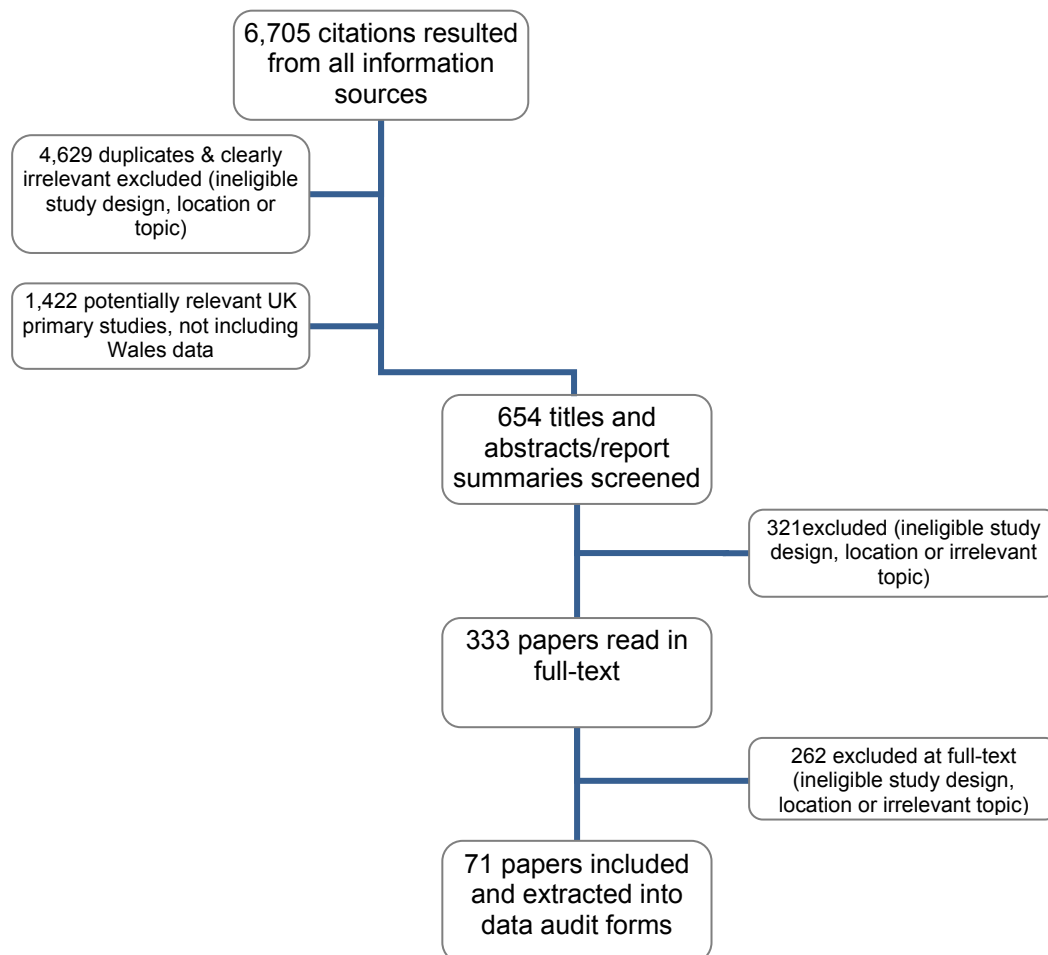 6,705 citations resulted
from all information
sources
4,629 duplicates & clearly
irrelevant excluded (ineligible
study design, location or
topic)
1,422 potentially relevant UK
primary studies, not including
Wales data
654 titles and
abstracts/report
summaries screened
321excluded (ineligible study
design, location or irrelevant
topic)
333 papers read in
full-text
262 excluded at full-text
(ineligible study design,
location or irrelevant topic)
71 papers included
and extracted into
data audit forms